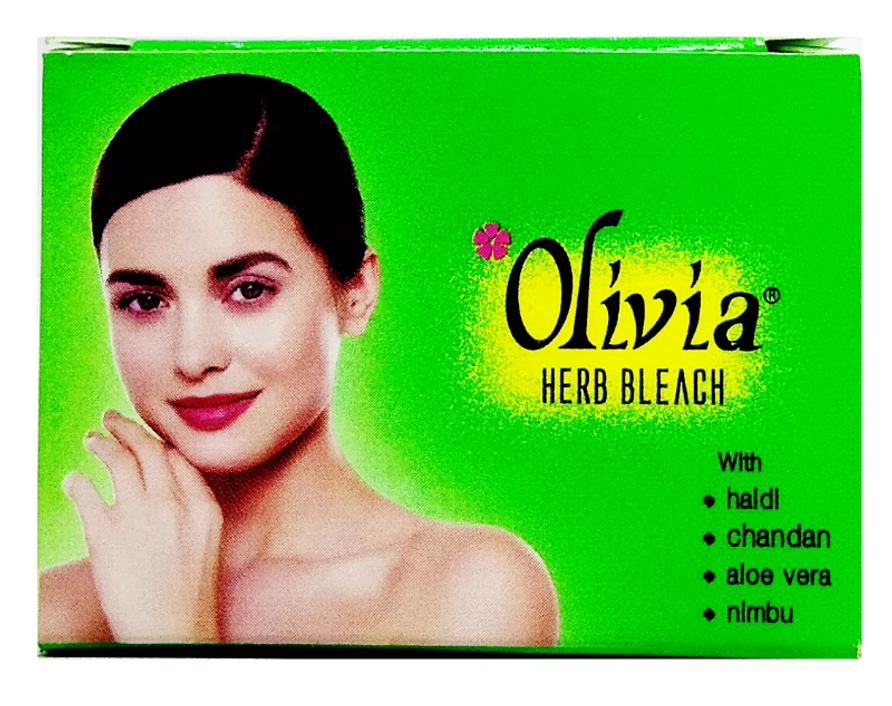 Olivia®
HERB BLEACH
With
• haldi
• chandan
• aloe vera
• nimbu